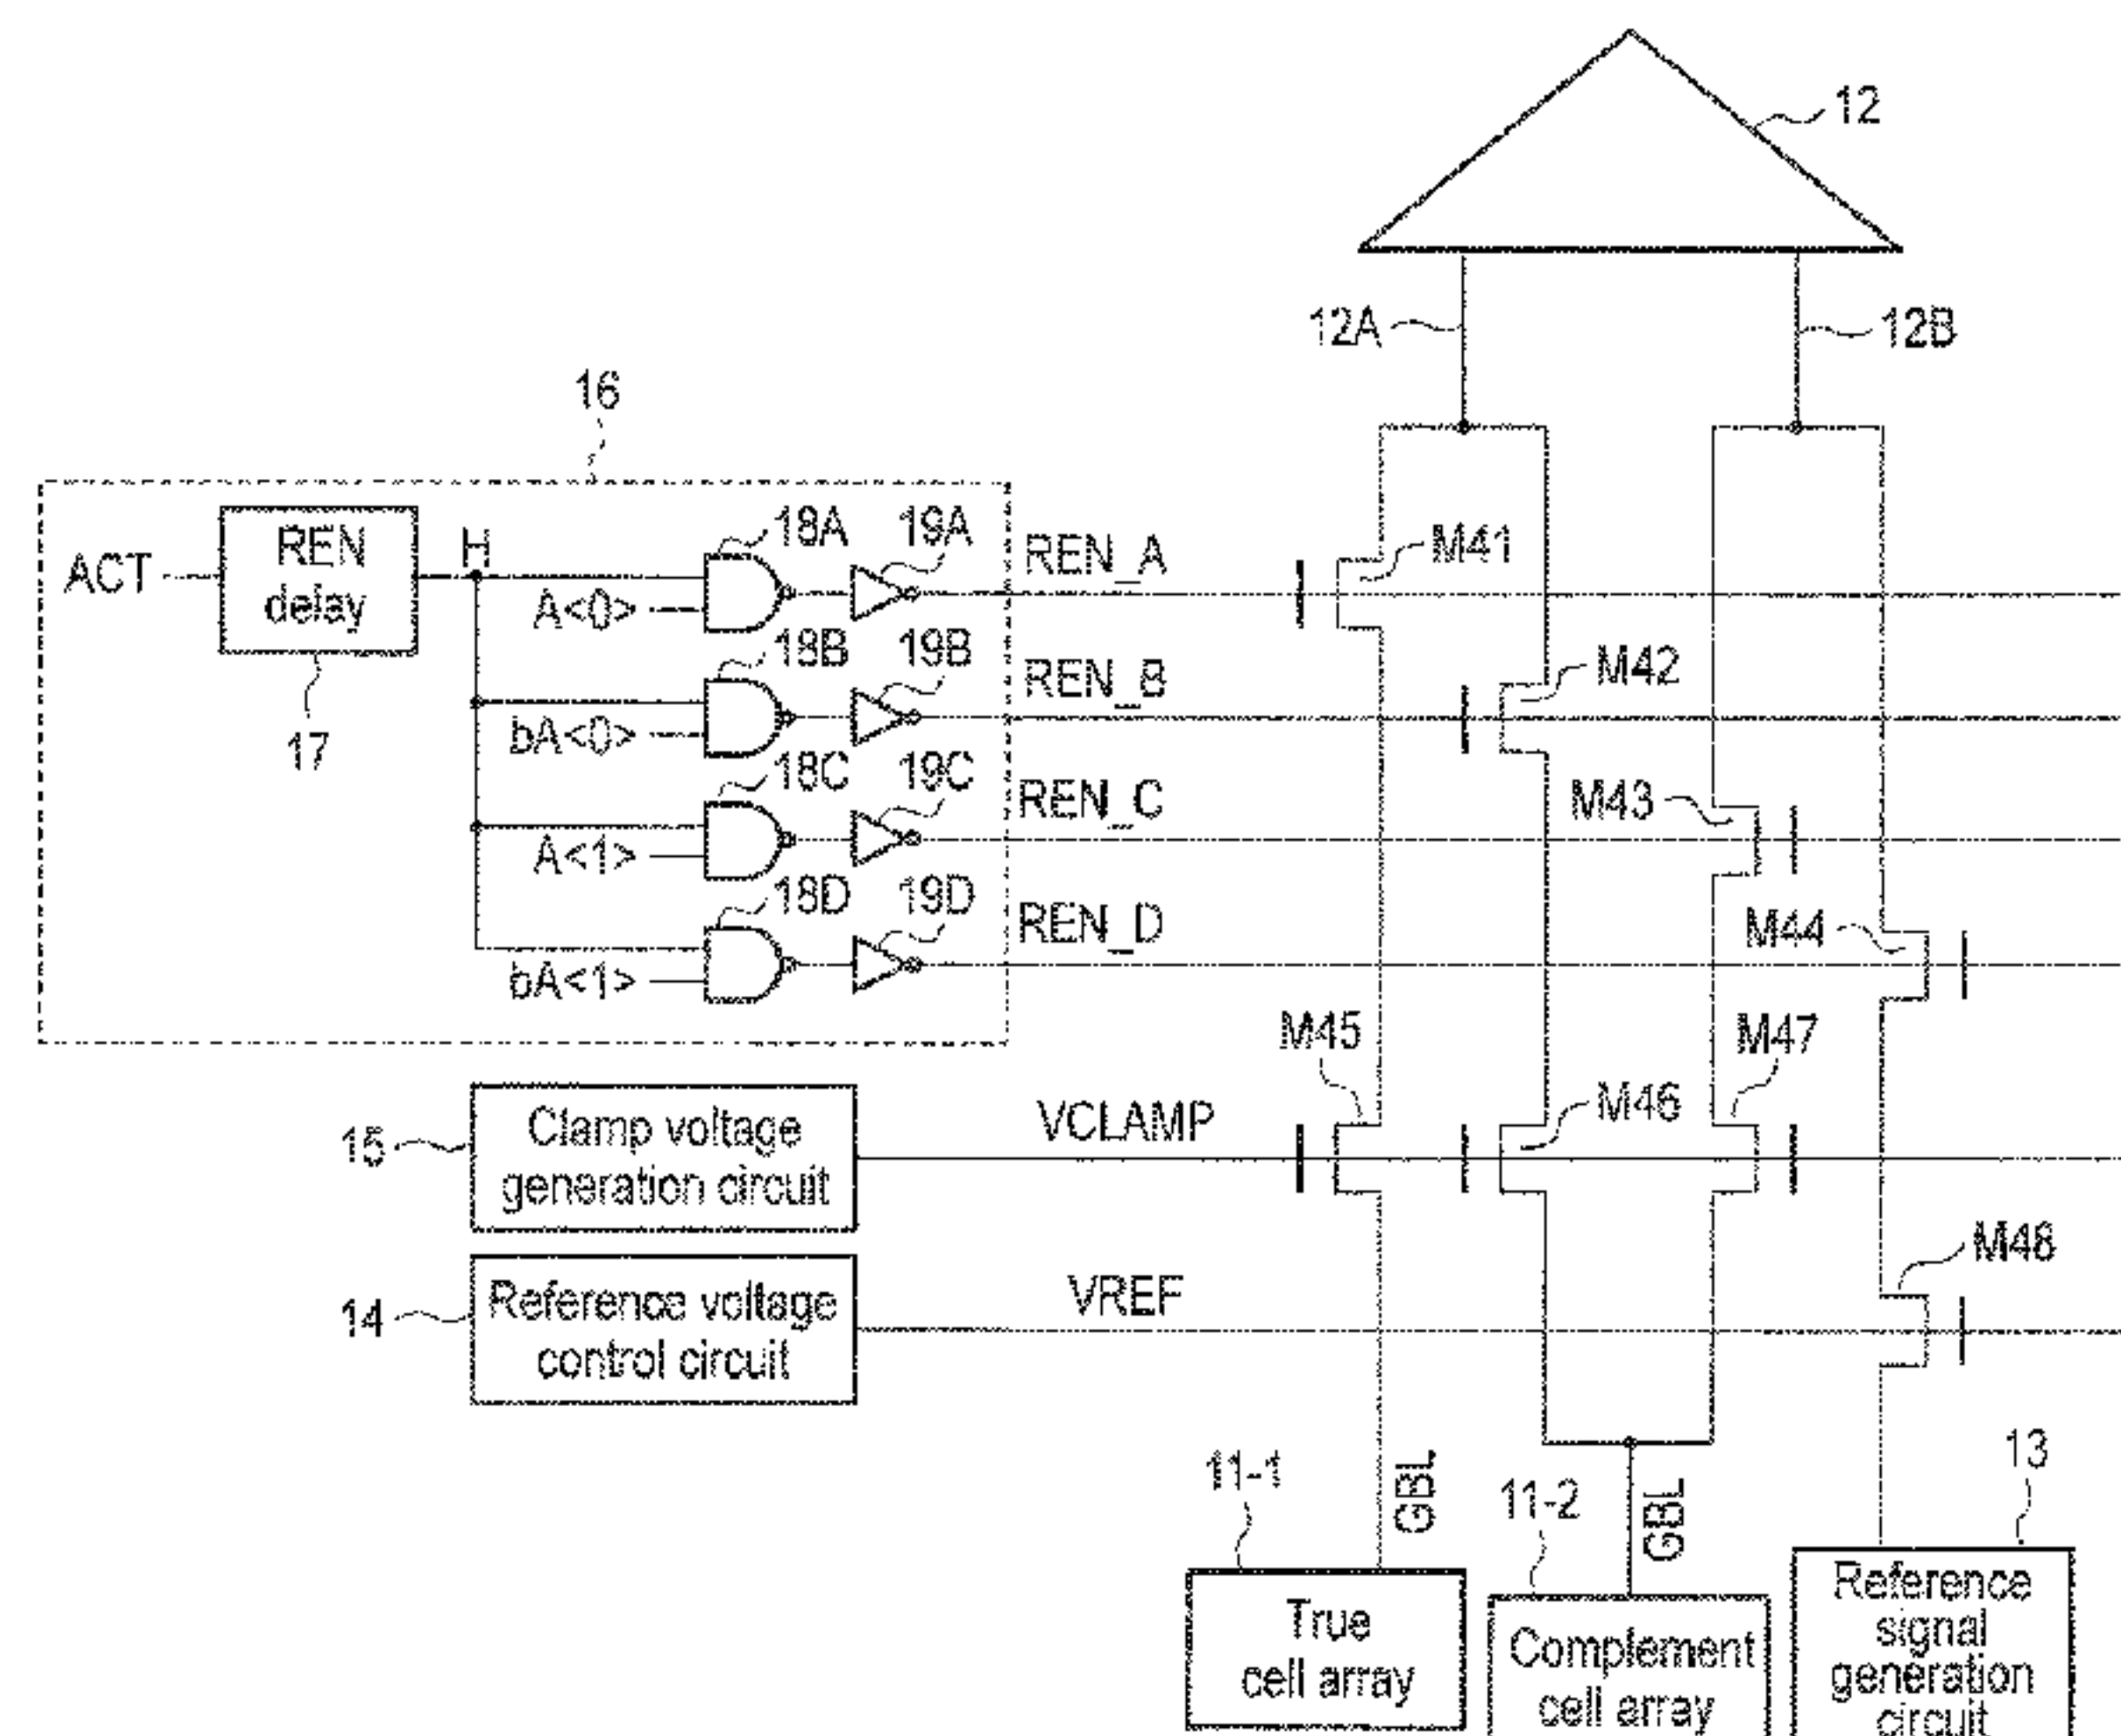 12
12A
12B
16
ACT
REN
delay
H
17
18A
19A
A<0>
REN_A
M41
18B
19B
bA<0>
REN_B
M42
18C
19C
A<1>
REN_C
M43
18D
19D
bA<1>
REN_D
M44
M45
M46
M47
15
Clamp voltage
generation circuit
VCLAMP
14
Reference voltage
control circuit
VREF
M48
11-1
GBL
11-2
GBL
13
True
cell array
Complement
cell array
Reference
signal
generation
circuit